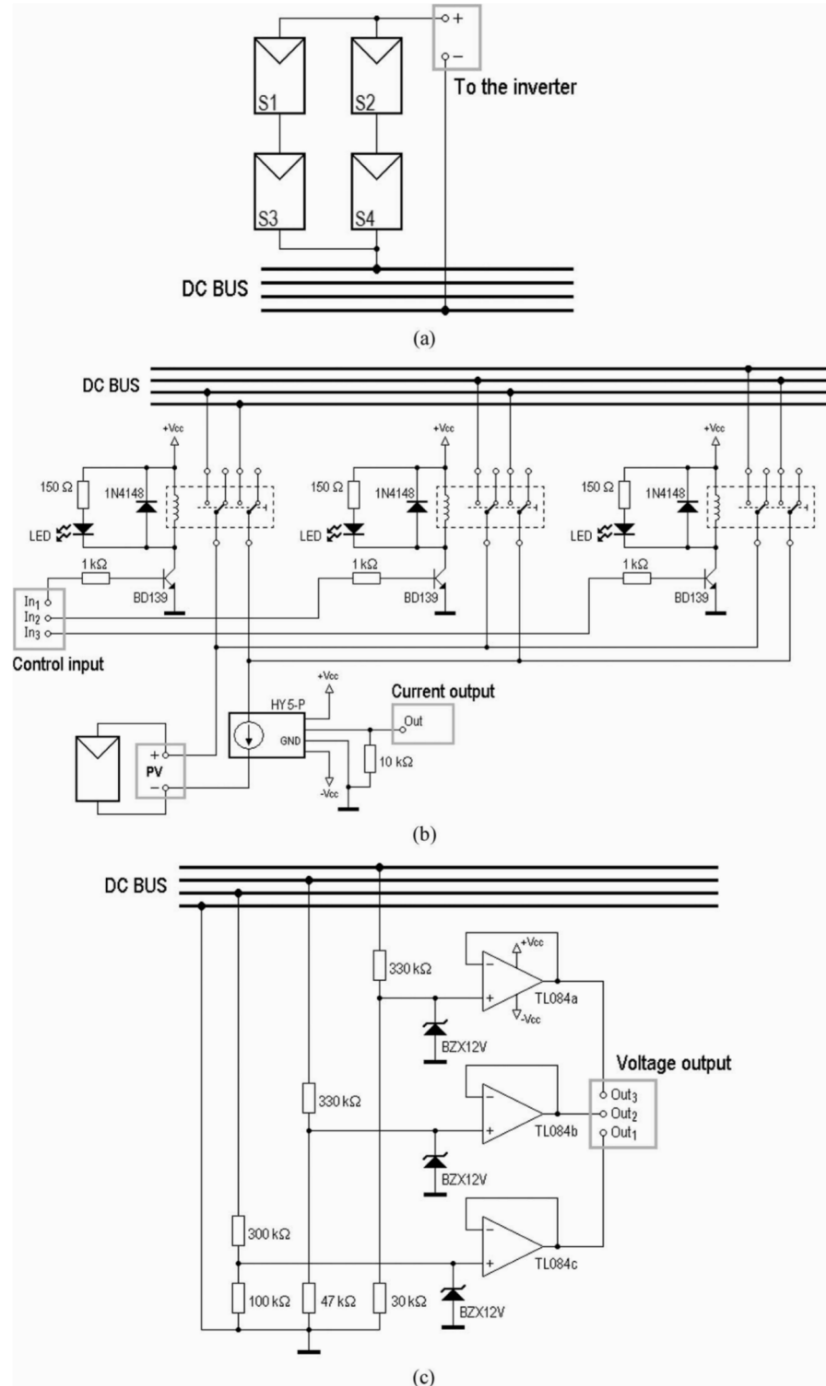 S1
S2
+
−
To the inverter
S3
S4
DC BUS
(a)
DC BUS
+Vcc
+Vcc
+Vcc
150 Ω
1N4148
150 Ω
1N4148
150 Ω
1N4148
LED
LED
LED
1 kΩ
1 kΩ
1 kΩ
BD139
BD139
BD139
In1
In2
In3
Control input
+Vcc
HY5-P
Current output
Out
GND
+
PV
−
10 kΩ
-Vcc
(b)
DC BUS
+Vcc
330 kΩ
−
+
TL084a
-Vcc
BZX12V
Voltage output
330 kΩ
−
+
TL084b
Out3
Out2
Out1
BZX12V
300 kΩ
−
+
TL084c
100 kΩ
47 kΩ
30 kΩ
BZX12V
(c)